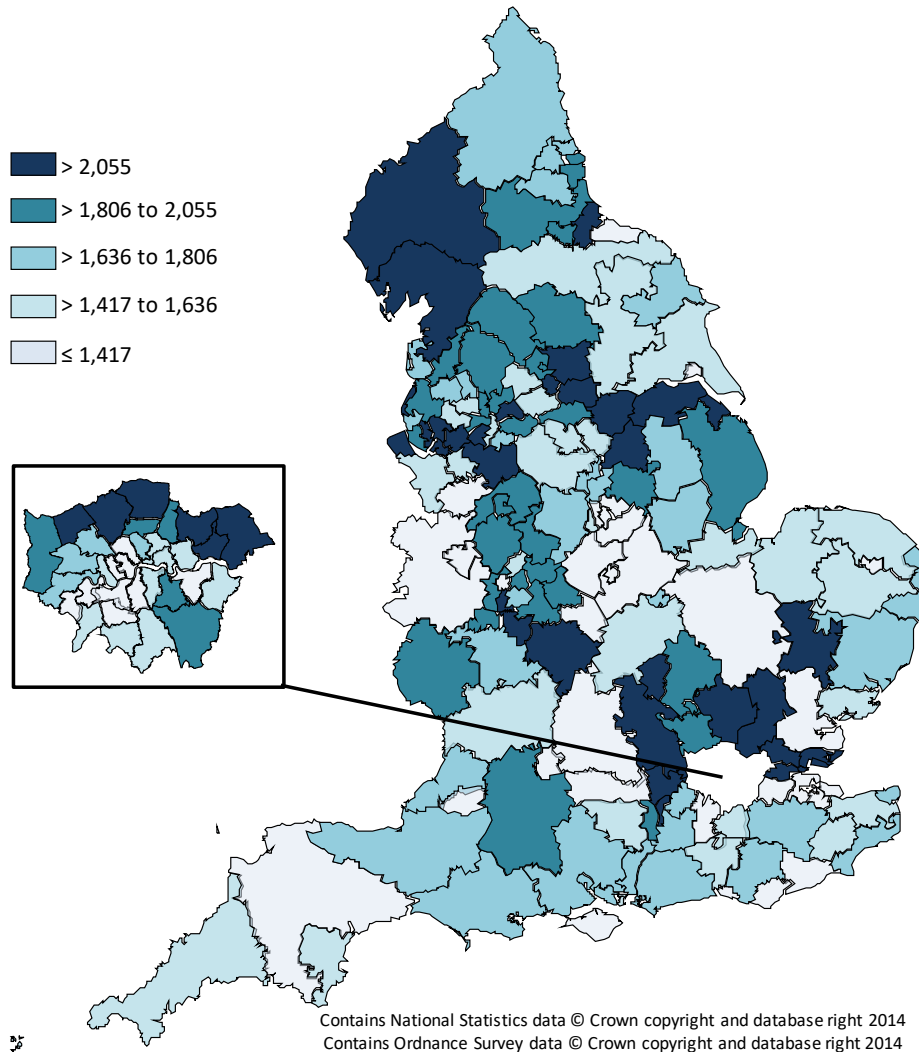 > 2,055
> 1,806 to 2,055
> 1,636 to 1,806
> 1,417 to 1,636
≤ 1,417
Contains National Statistics data © Crown copyright and database right 2014
Contains Ordnance Survey data © Crown copyright and database right 2014